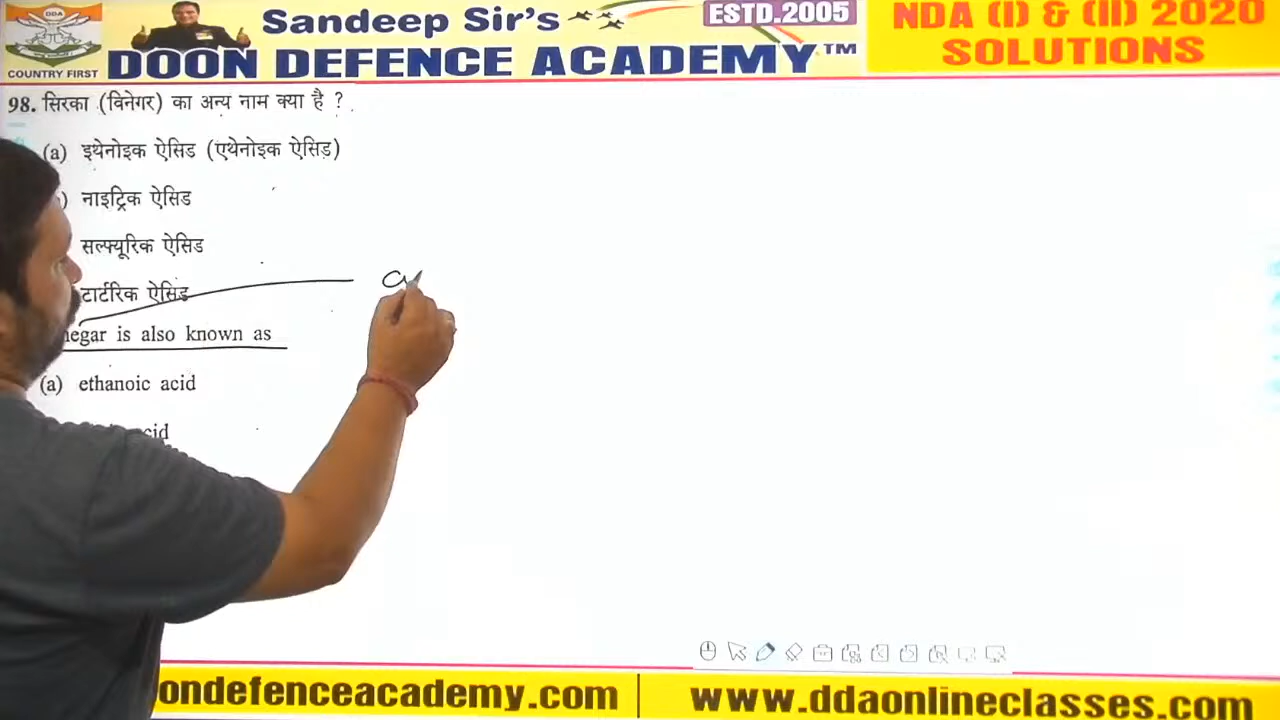 DDA
COUNTRY FIRST
Sandeep Sir's
ESTD.2005
DOON DEFENCE ACADEMY™
NDA (I) & (II) 2020
SOLUTIONS
98. सिरका (विनेगर) का अन्य नाम क्या है ?
(a) इथेनोइक ऐसिड (एथेनोइक ऐसिड)
) नाइट्रिक ऐसिड
सल्फ्यूरिक ऐसिड
टार्टरिक ऐसिड
negar is also known as
(a) ethanoic acid
cid
ondefenceacademy.com
www.ddaonlineclasses.com